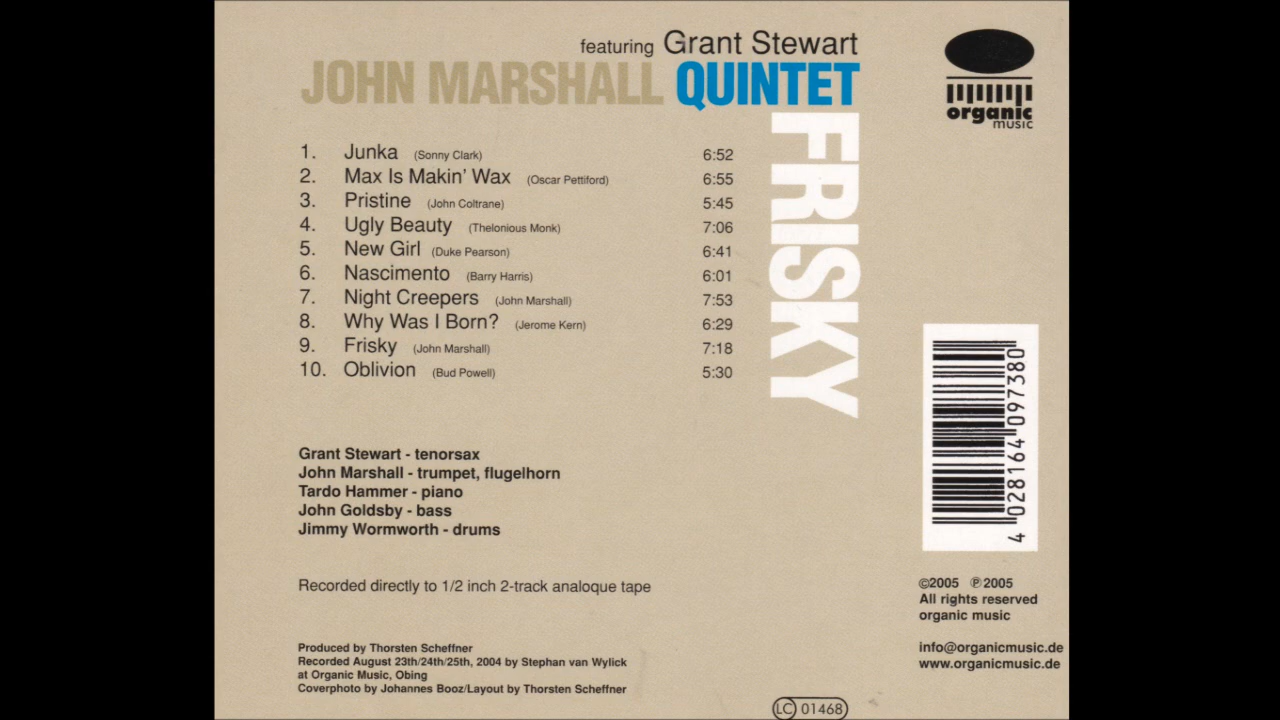 featuring Grant Stewart
JOHN MARSHALL QUINTET
FRISKY
organic
music
1. Junka (Sonny Clark) 6:52
2. Max Is Makin' Wax (Oscar Pettiford) 6:55
3. Pristine (John Coltrane) 5:45
4. Ugly Beauty (Thelonious Monk) 7:06
5. New Girl (Duke Pearson) 6:41
6. Nascimento (Barry Harris) 6:01
7. Night Creepers (John Marshall) 7:53
8. Why Was I Born? (Jerome Kern) 6:29
9. Frisky (John Marshall) 7:18
10. Oblivion (Bud Powell) 5:30
Grant Stewart - tenorsax
John Marshall - trumpet, flugelhorn
Tardo Hammer - piano
John Goldsby - bass
Jimmy Wormworth - drums
Recorded directly to 1/2 inch 2-track analoque tape
Produced by Thorsten Scheffner
Recorded August 23th/24th/25th, 2004 by Stephan van Wylick
at Organic Music, Obing
Coverphoto by Johannes Booz/Layout by Thorsten Scheffner
4 028164 097380
©2005 ℗2005
All rights reserved
organic music
info@organicmusic.de
www.organicmusic.de
LC 01468